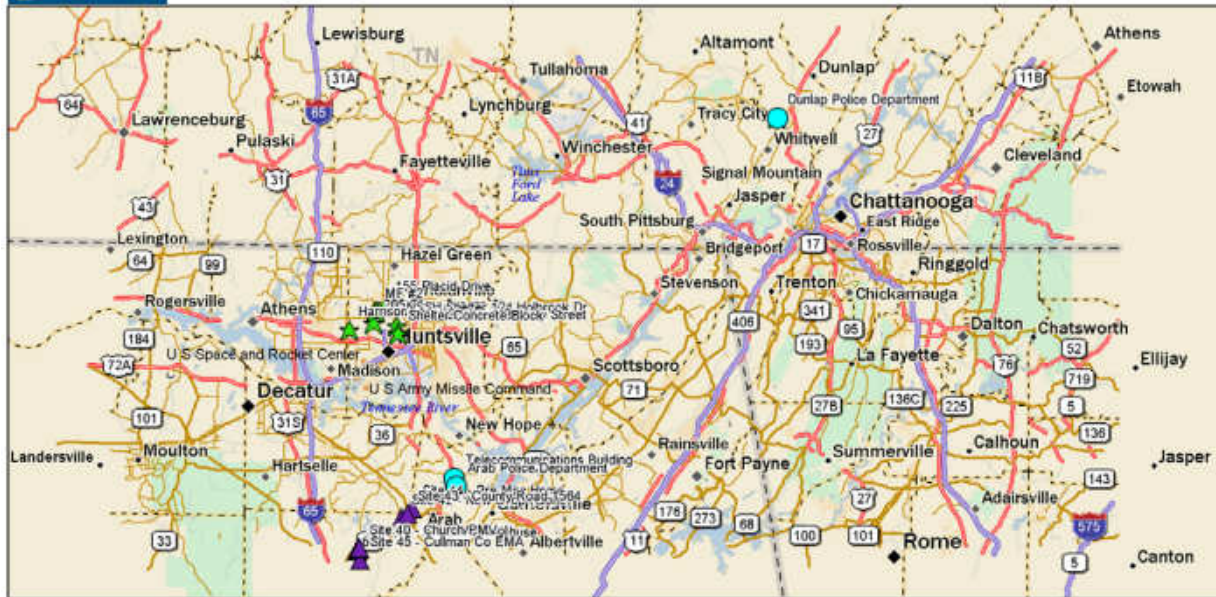 Lewisburg
TN
Altamont
Athens
31A
Tullahoma
Dunlap
11B
65
Etowah
64
Lynchburg
Dunlap Police Department
Lawrenceburg
41
Tracy City
27
Whitwell
Pulaski
Winchester
Cleveland
Fayetteville
Signal Mountain
31
Tims
Ford
Lake
24
Jasper
Chattanooga
43
South Pittsburg
East Ridge
Lexington
110
17
Rossville
64
99
Hazel Green
Bridgeport
Ringgold
Stevenson
Trenton
Chickamauga
Rogersville
Athens
155 Placid Drive
ME #2
Harrison
Shelter Concrete Block Street
341
406
95
Dalton
Chatsworth
184
Huntsville
65
193
52
U S Space and Rocket Center
La Fayette
72A
Madison
Scottsboro
76
Ellijay
719
U S Army Missile Command
71
Decatur
136C
225
5
Tennessee River
27B
101
31S
36
New Hope
136
Rainsville
Calhoun
Landersville
Moulton
Telecommunications Building
Summerville
Jasper
Hartselle
Arab Police Department
Fort Payne
143
Site 43 - County Road 1564
27
Adairsville
65
Arab
176
273
68
575
33
Site 40 - Church/PM
11
100
101
Rome
Site 45 - Cullman Co EMA
Albertville
5
Canton